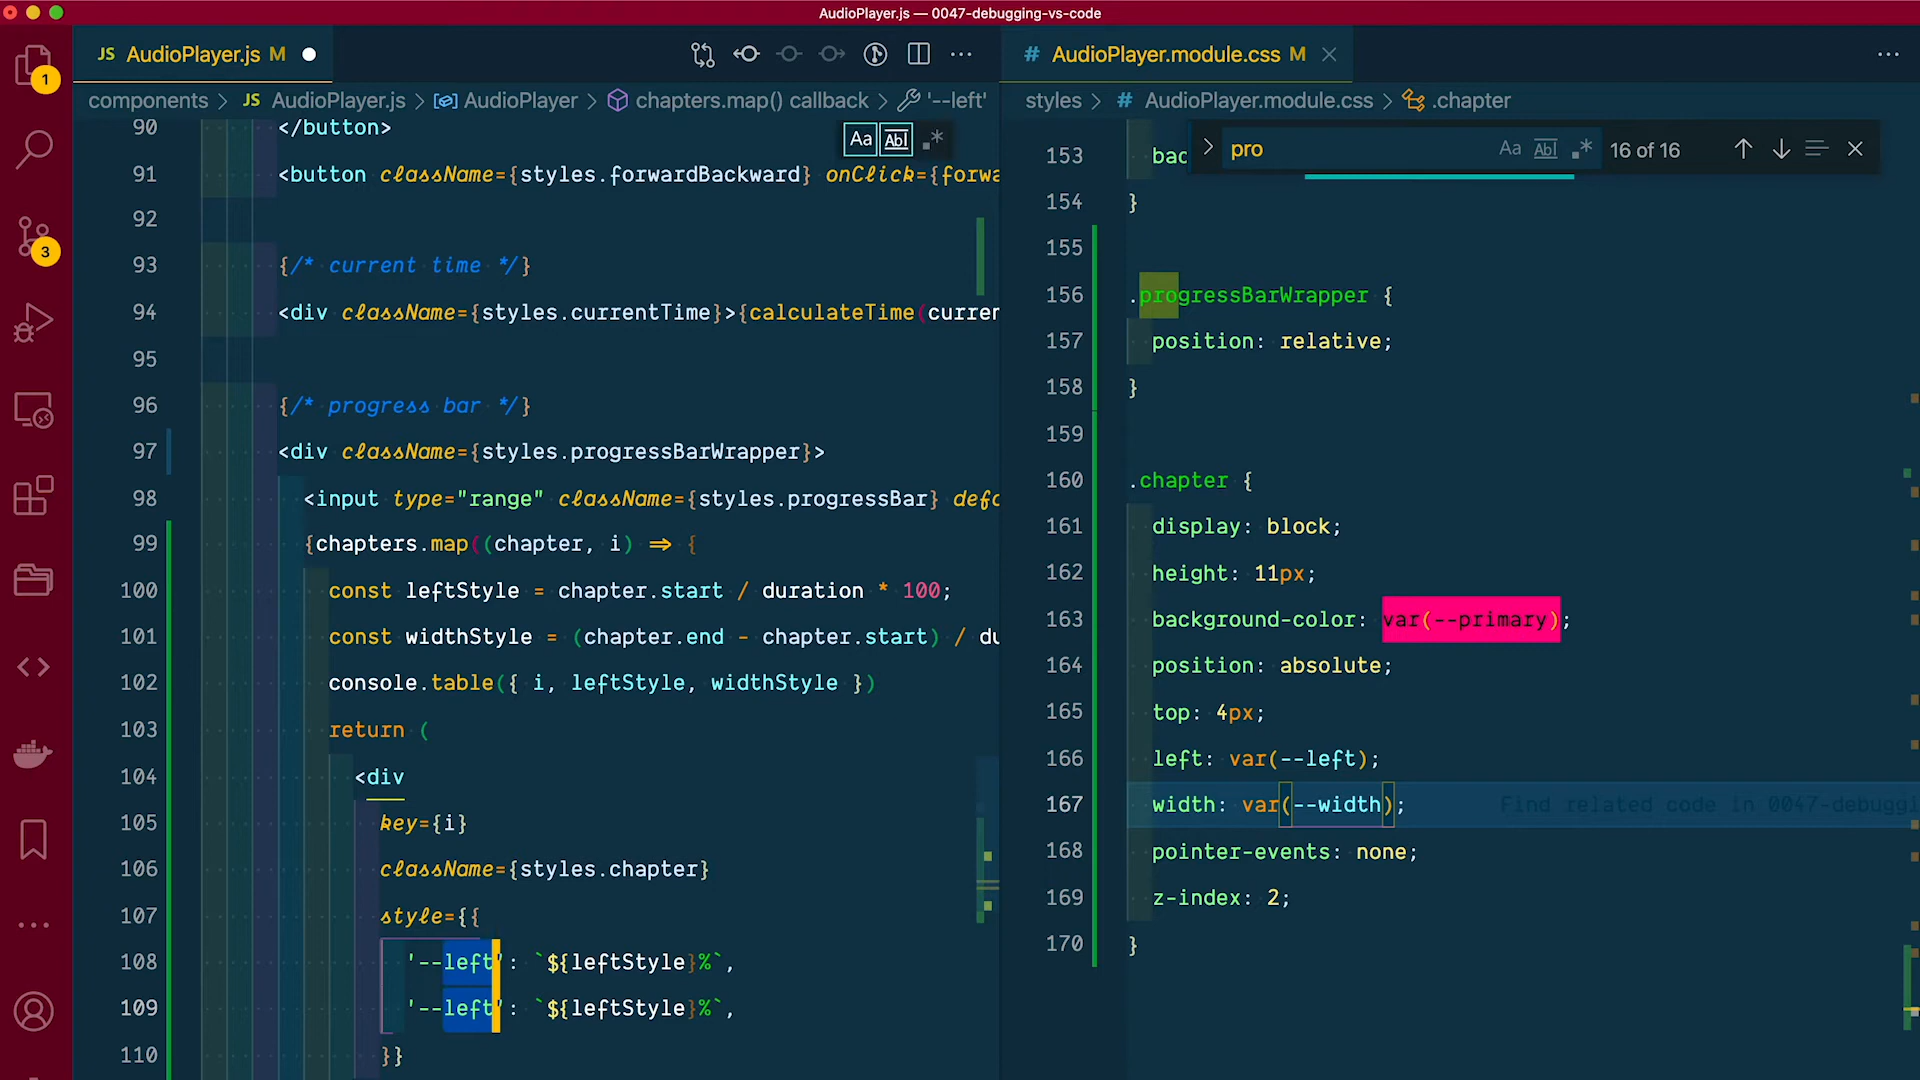 AudioPlayer.js — 0047-debugging-vs-code
JS AudioPlayer.js M
1
3
components > JS AudioPlayer.js > AudioPlayer > chapters.map() callback > '--left'
Aa Abl .*
90 </button>
91 <button className={styles.forwardBackward} onClick={forwa
92
93 {/* current time */}
94 <div className={styles.currentTime}>{calculateTime(curren
95
96 {/* progress bar */}
97 <div className={styles.progressBarWrapper}>
98 <input type="range" className={styles.progressBar} defa
99 {chapters.map((chapter, i) => {
100 const leftStyle = chapter.start / duration * 100;
101 const widthStyle = (chapter.end - chapter.start) / du
102 console.table({ i, leftStyle, widthStyle })
103 return (
104 <div
105 key={i}
106 className={styles.chapter}
107 style={{
108 '--left': `${leftStyle}%`,
109 '--left': `${leftStyle}%`,
110 }}
# AudioPlayer.module.css M
styles > # AudioPlayer.module.css > .chapter
pro Aa Abl .* 16 of 16
153 bac
154 }
155
156 .progressBarWrapper {
157 position: relative;
158 }
159
160 .chapter {
161 display: block;
162 height: 11px;
163 background-color: var(--primary);
164 position: absolute;
165 top: 4px;
166 left: var(--left);
167 width: var(--width); Find related code in 0047-debuggi
168 pointer-events: none;
169 z-index: 2;
170 }